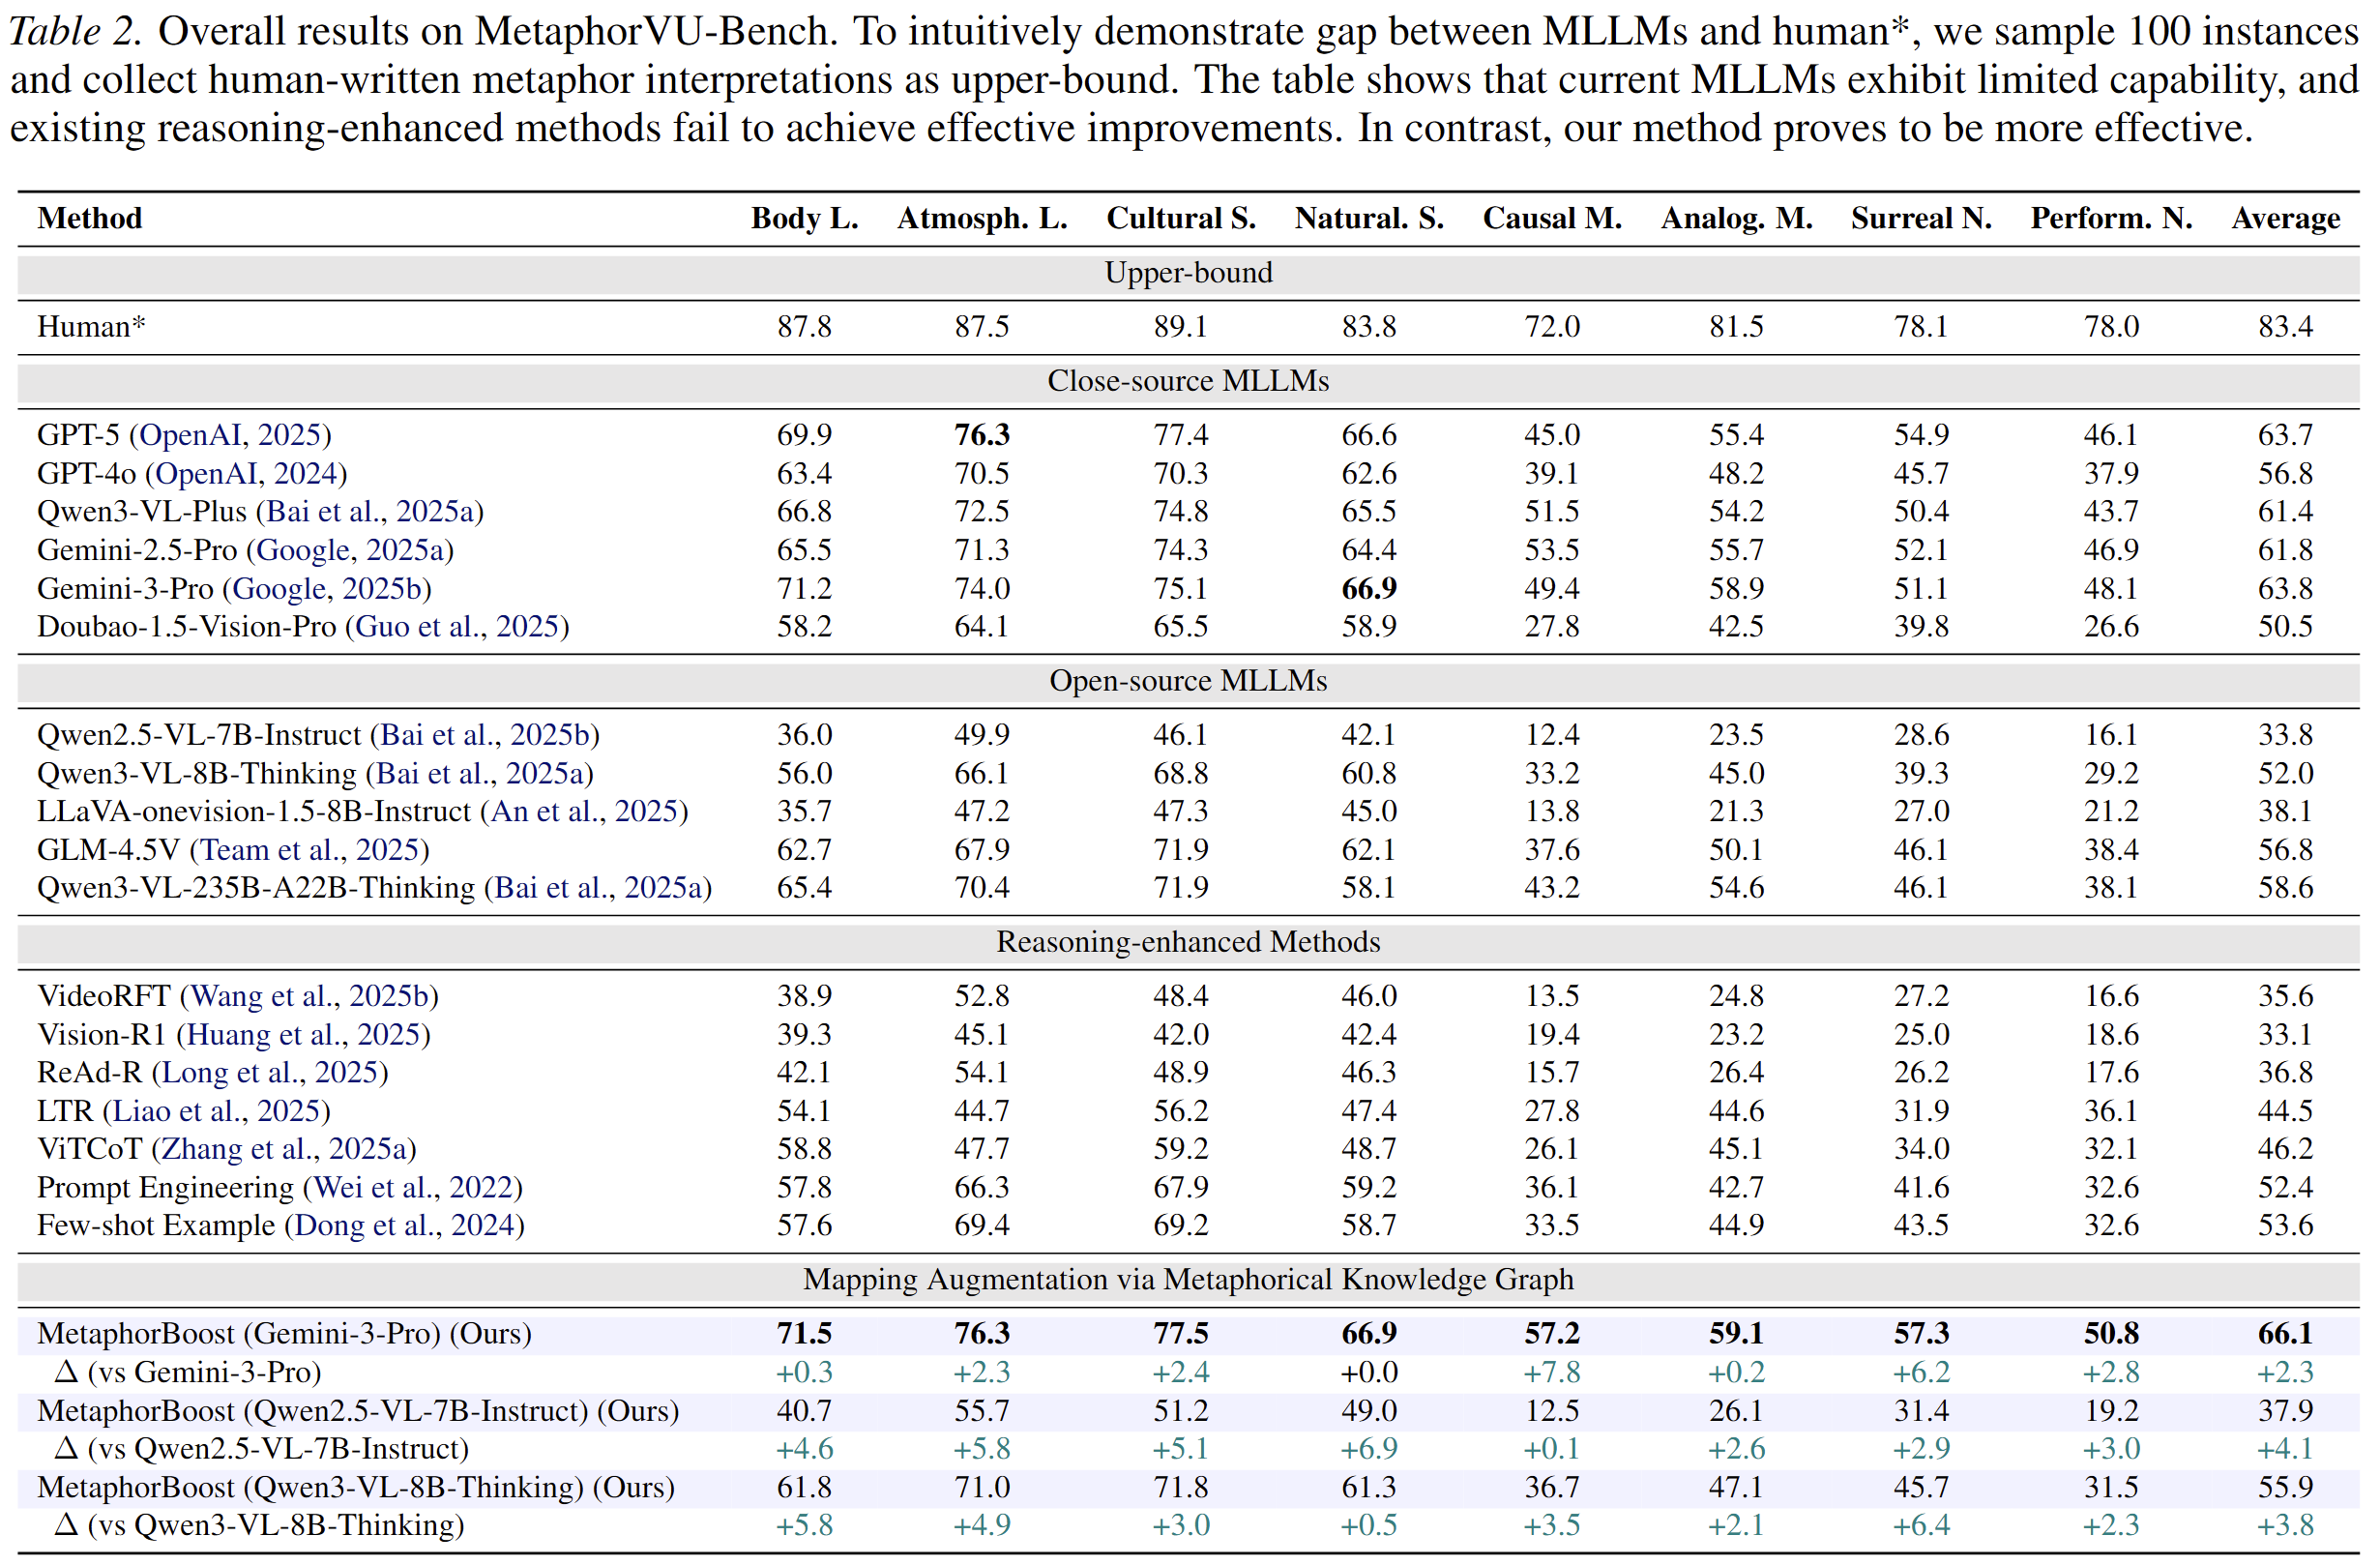 Table 2. Overall results on MetaphorVU-Bench. To intuitively demonstrate gap between MLLMs and human*, we sample 100 instances
and collect human-written metaphor interpretations as upper-bound. The table shows that current MLLMs exhibit limited capability, and
existing reasoning-enhanced methods fail to achieve effective improvements. In contrast, our method proves to be more effective.
Method Body L. Atmosph. L. Cultural S. Natural. S. Causal M. Analog. M. Surreal N. Perform. N. Average
Upper-bound
Human* 87.8 87.5 89.1 83.8 72.0 81.5 78.1 78.0 83.4
Close-source MLLMs
GPT-5 (OpenAI, 2025) 69.9 76.3 77.4 66.6 45.0 55.4 54.9 46.1 63.7
GPT-4o (OpenAI, 2024) 63.4 70.5 70.3 62.6 39.1 48.2 45.7 37.9 56.8
Qwen3-VL-Plus (Bai et al., 2025a) 66.8 72.5 74.8 65.5 51.5 54.2 50.4 43.7 61.4
Gemini-2.5-Pro (Google, 2025a) 65.5 71.3 74.3 64.4 53.5 55.7 52.1 46.9 61.8
Gemini-3-Pro (Google, 2025b) 71.2 74.0 75.1 66.9 49.4 58.9 51.1 48.1 63.8
Doubao-1.5-Vision-Pro (Guo et al., 2025) 58.2 64.1 65.5 58.9 27.8 42.5 39.8 26.6 50.5
Open-source MLLMs
Qwen2.5-VL-7B-Instruct (Bai et al., 2025b) 36.0 49.9 46.1 42.1 12.4 23.5 28.6 16.1 33.8
Qwen3-VL-8B-Thinking (Bai et al., 2025a) 56.0 66.1 68.8 60.8 33.2 45.0 39.3 29.2 52.0
LLaVA-onevision-1.5-8B-Instruct (An et al., 2025) 35.7 47.2 47.3 45.0 13.8 21.3 27.0 21.2 38.1
GLM-4.5V (Team et al., 2025) 62.7 67.9 71.9 62.1 37.6 50.1 46.1 38.4 56.8
Qwen3-VL-235B-A22B-Thinking (Bai et al., 2025a) 65.4 70.4 71.9 58.1 43.2 54.6 46.1 38.1 58.6
Reasoning-enhanced Methods
VideoRFT (Wang et al., 2025b) 38.9 52.8 48.4 46.0 13.5 24.8 27.2 16.6 35.6
Vision-R1 (Huang et al., 2025) 39.3 45.1 42.0 42.4 19.4 23.2 25.0 18.6 33.1
ReAd-R (Long et al., 2025) 42.1 54.1 48.9 46.3 15.7 26.4 26.2 17.6 36.8
LTR (Liao et al., 2025) 54.1 44.7 56.2 47.4 27.8 44.6 31.9 36.1 44.5
ViTCoT (Zhang et al., 2025a) 58.8 47.7 59.2 48.7 26.1 45.1 34.0 32.1 46.2
Prompt Engineering (Wei et al., 2022) 57.8 66.3 67.9 59.2 36.1 42.7 41.6 32.6 52.4
Few-shot Example (Dong et al., 2024) 57.6 69.4 69.2 58.7 33.5 44.9 43.5 32.6 53.6
Mapping Augmentation via Metaphorical Knowledge Graph
MetaphorBoost (Gemini-3-Pro) (Ours) 71.5 76.3 77.5 66.9 57.2 59.1 57.3 50.8 66.1
Δ (vs Gemini-3-Pro) +0.3 +2.3 +2.4 +0.0 +7.8 +0.2 +6.2 +2.8 +2.3
MetaphorBoost (Qwen2.5-VL-7B-Instruct) (Ours) 40.7 55.7 51.2 49.0 12.5 26.1 31.4 19.2 37.9
Δ (vs Qwen2.5-VL-7B-Instruct) +4.6 +5.8 +5.1 +6.9 +0.1 +2.6 +2.9 +3.0 +4.1
MetaphorBoost (Qwen3-VL-8B-Thinking) (Ours) 61.8 71.0 71.8 61.3 36.7 47.1 45.7 31.5 55.9
Δ (vs Qwen3-VL-8B-Thinking) +5.8 +4.9 +3.0 +0.5 +3.5 +2.1 +6.4 +2.3 +3.8